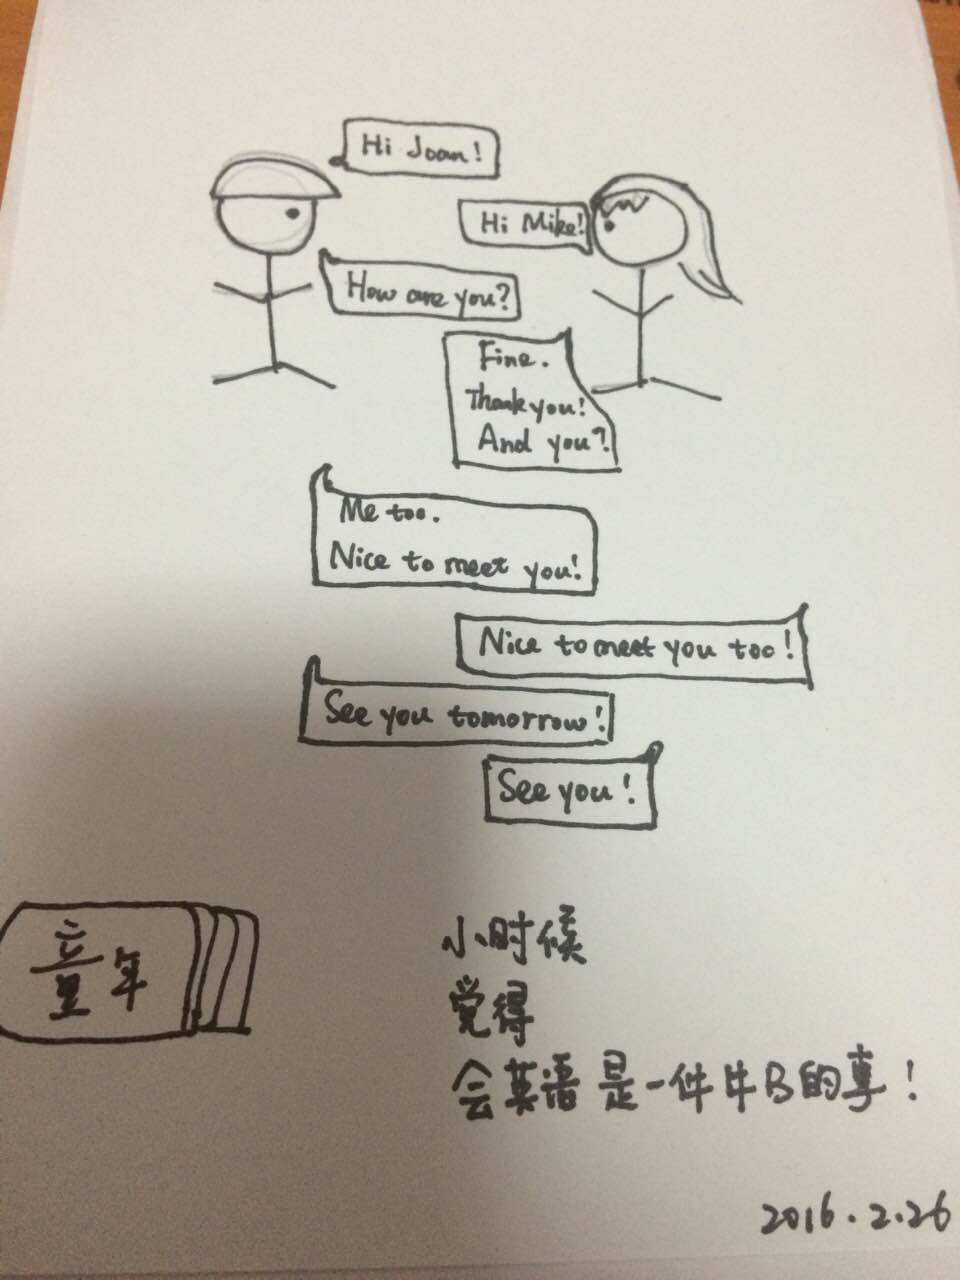 Hi Joan!
Hi Mike!
How are you?
Fine.
Thank you!
And you?
Me too.
Nice to meet you!
Nice to meet you too!
See you tomorrow!
See you!
童年
小时候
觉得
会英语是一件牛B的事!
2016.2.26